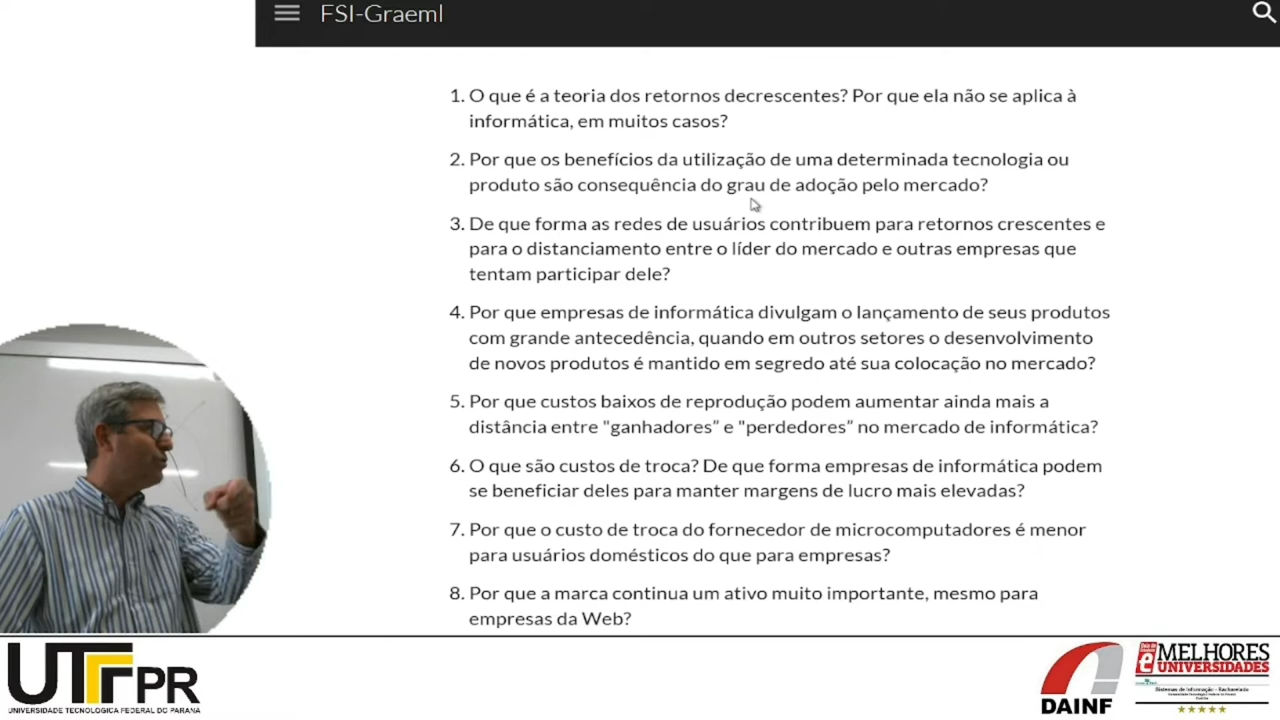 FSI-Graeml
1. O que é a teoria dos retornos decrescentes? Por que ela não se aplica à
informática, em muitos casos?
2. Por que os benefícios da utilização de uma determinada tecnologia ou
produto são consequência do grau de adoção pelo mercado?
3. De que forma as redes de usuários contribuem para retornos crescentes e
para o distanciamento entre o líder do mercado e outras empresas que
tentam participar dele?
4. Por que empresas de informática divulgam o lançamento de seus produtos
com grande antecedência, quando em outros setores o desenvolvimento
de novos produtos é mantido em segredo até sua colocação no mercado?
5. Por que custos baixos de reprodução podem aumentar ainda mais a
distância entre "ganhadores” e "perdedores” no mercado de informática?
6. O que são custos de troca? De que forma empresas de informática podem
se beneficiar deles para manter margens de lucro mais elevadas?
7. Por que o custo de troca do fornecedor de microcomputadores é menor
para usuários domésticos do que para empresas?
8. Por que a marca continua um ativo muito importante, mesmo para
empresas da Web?
UTFPR
UNIVERSIDADE TECNOLÓGICA FEDERAL DO PARANÁ
DAINF
MELHORES
UNIVERSIDADES
Sistemas de Informação - Bacharelado